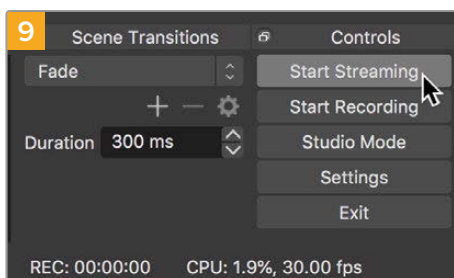 9
Scene Transitions
Controls
Fade
Start Streaming
Start Recording
Duration 300 ms
Studio Mode
Settings
Exit
REC: 00:00:00 CPU: 1.9%, 30.00 fps